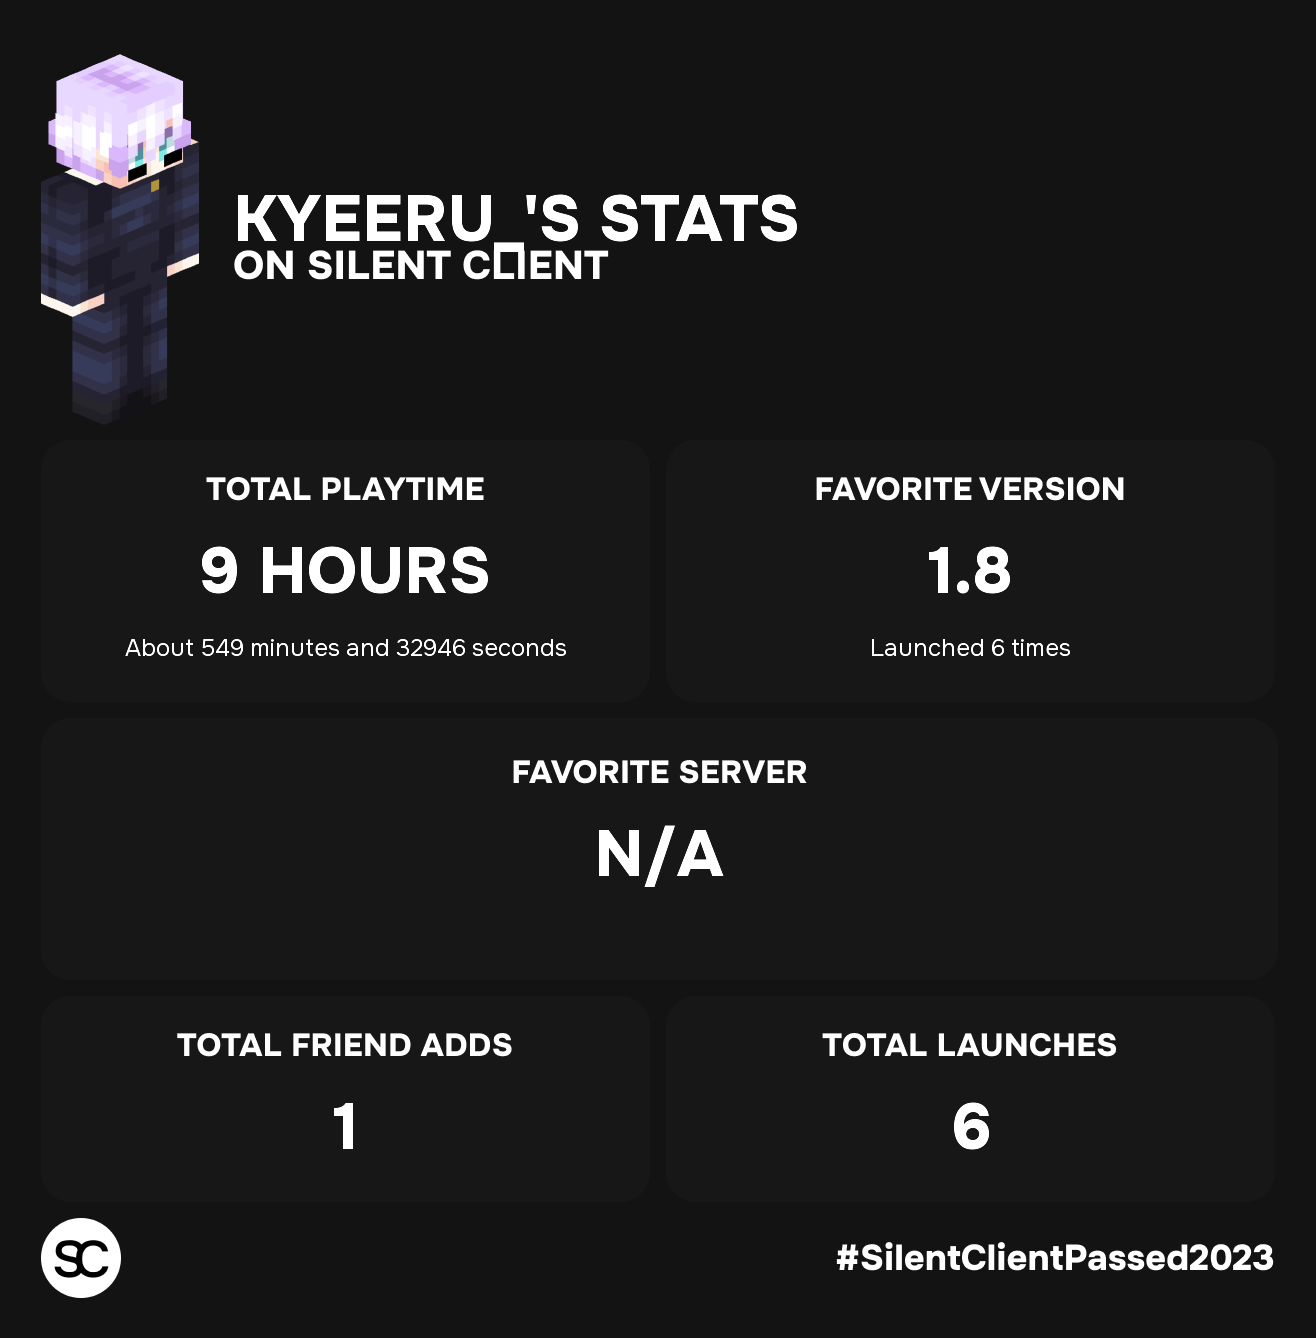 KYEERU_'S STATS
ON SILENT CLIENT
TOTAL PLAYTIME
9 HOURS
About 549 minutes and 32946 seconds
FAVORITE VERSION
1.8
Launched 6 times
FAVORITE SERVER
N/A
TOTAL FRIEND ADDS
1
TOTAL LAUNCHES
6
SC
#SilentClientPassed2023